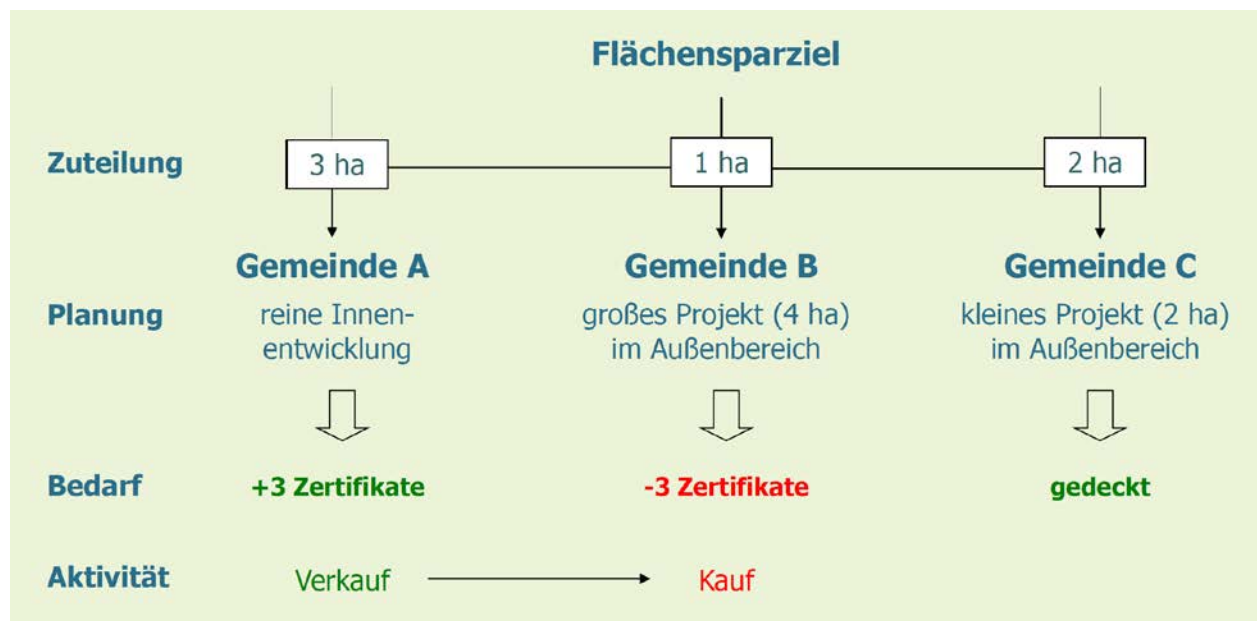 Flächensparziel
Zuteilung 3 ha 1 ha 2 ha
Gemeinde A Gemeinde B Gemeinde C
Planung reine Innen- großes Projekt (4 ha) kleines Projekt (2 ha)
entwicklung im Außenbereich im Außenbereich
Bedarf +3 Zertifikate -3 Zertifikate gedeckt
Aktivität Verkauf Kauf